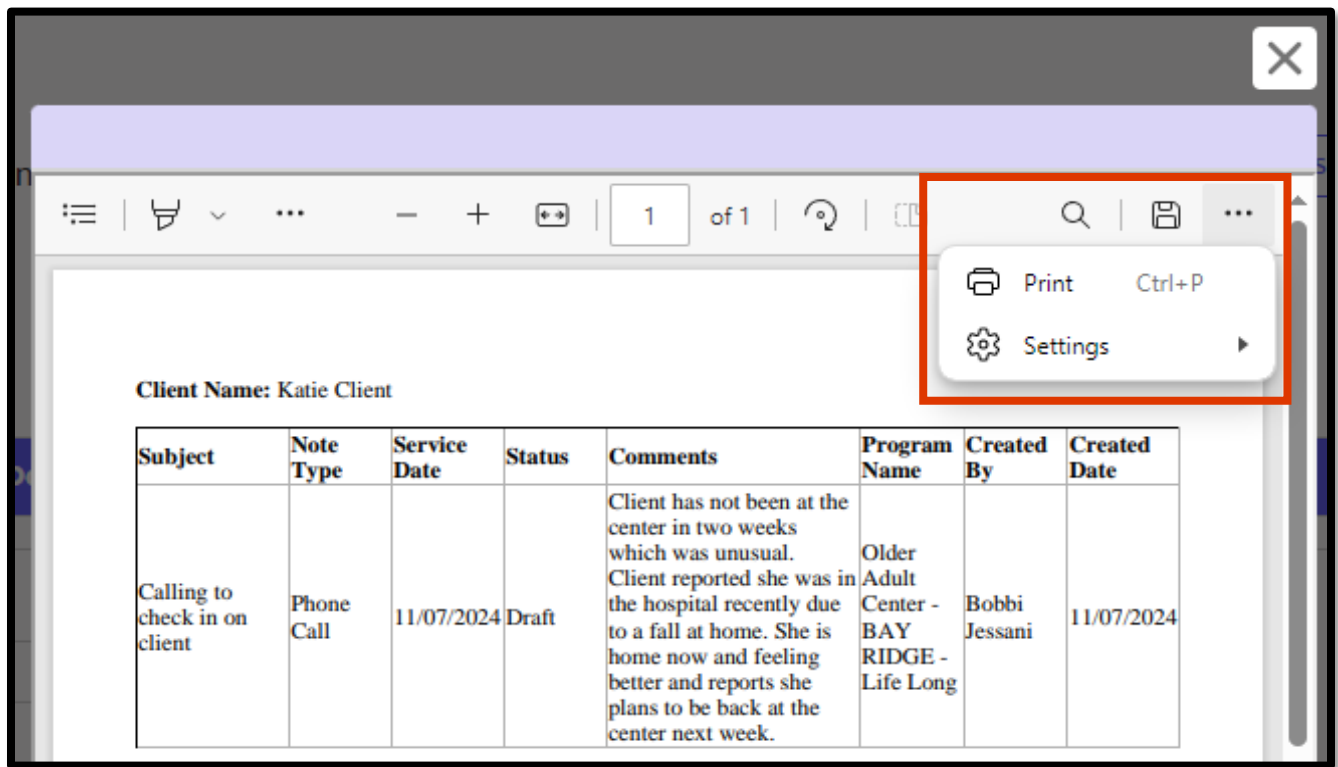 1 of 1
Print Ctrl+P
Settings
Client Name: Katie Client
Subject
Note
Type
Service
Date
Status
Comments
Program
Name
Created
By
Created
Date
Calling to
check in on
client
Phone
Call
11/07/2024
Draft
Client has not been at the
center in two weeks
which was unusual.
Client reported she was in
the hospital recently due
to a fall at home. She is
home now and feeling
better and reports she
plans to be back at the
center next week.
Older
Adult
Center -
BAY
RIDGE -
Life Long
Bobbi
Jessani
11/07/2024